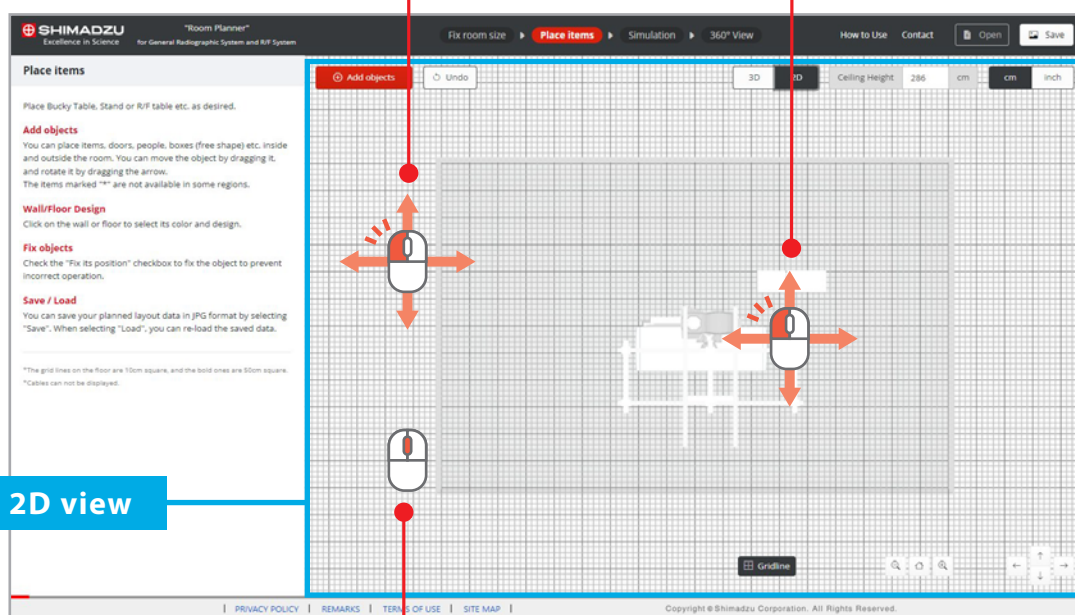 SHIMADZU
Excellence in Science
"Room Planner"
for General Radiographic System and R/F System
Fix room size
Place items
Simulation
360° View
How to Use
Contact
Open
Save
Place items
Add objects
Undo
3D
2D
Ceiling Height
286
cm
cm
inch
Place Bucky Table, Stand or R/F table etc. as desired.
Add objects
You can place items, doors, people, boxes (free shape) etc. inside
and outside the room. You can move the object by dragging it,
and rotate it by dragging the arrow.
The items marked "*" are not available in some regions.
Wall/Floor Design
Click on the wall or floor to select its color and design.
Fix objects
Check the "Fix its position" checkbox to fix the object to prevent
incorrect operation.
Save / Load
You can save your planned layout data in JPG format by selecting
"Save". When selecting "Load", you can re-load the saved data.
*The grid lines on the floor are 10cm square, and the bold ones are 50cm square.
*Cables can not be displayed.
2D view
Gridline
| PRIVACY POLICY | REMARKS | TERMS OF USE | SITE MAP |
Copyright © Shimadzu Corporation. All Rights Reserved.